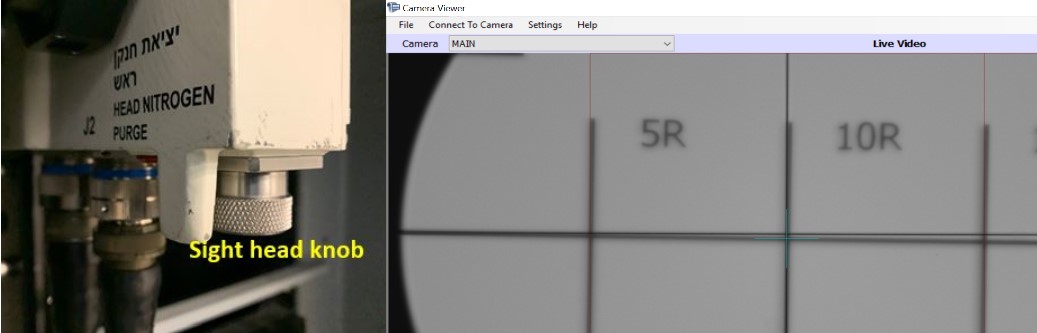 יציאת חנקן
ראש
HEAD NITROGEN
PURGE
J2
Sight head knob
Camera Viewer
File Connect To Camera Settings Help
Camera MAIN Live Video
5R 10R